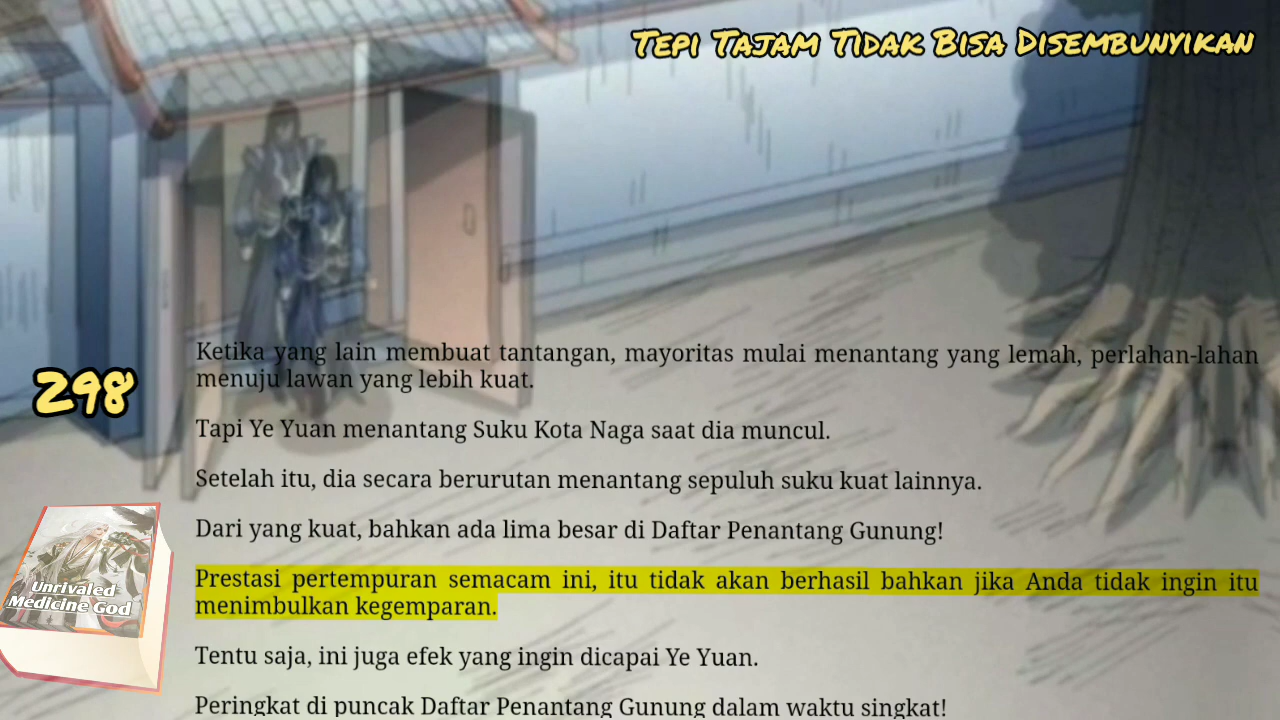 Tepi Tajam Tidak Bisa Disembunyikan
Ketika yang lain membuat tantangan, mayoritas mulai menantang yang lemah, perlahan-lahan
menuju lawan yang lebih kuat.
298
Tapi Ye Yuan menantang Suku Kota Naga saat dia muncul.
Setelah itu, dia secara berurutan menantang sepuluh suku kuat lainnya.
Dari yang kuat, bahkan ada lima besar di Daftar Penantang Gunung!
Prestasi pertempuran semacam ini, itu tidak akan berhasil bahkan jika Anda tidak ingin itu
menimbulkan kegemparan.
Unrivaled
Medicine God
Tentu saja, ini juga efek yang ingin dicapai Ye Yuan.
Peringkat di puncak Daftar Penantang Gunung dalam waktu singkat!